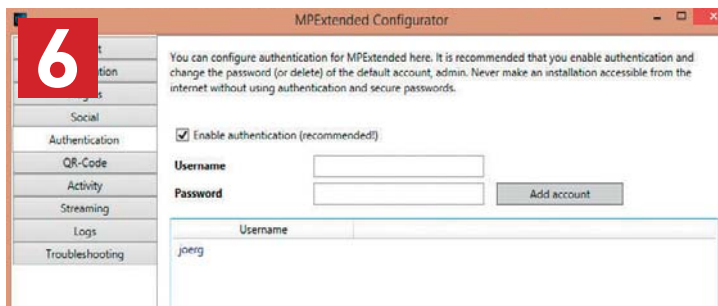 6
MPExtended Configurator
You can configure authentication for MPExtended here. It is recommended that you enable authentication and
change the password (or delete) of the default account, admin. Never make an installation accessible from the
internet without using authentication and secure passwords.
Social
Authentication
QR-Code
Activity
Streaming
Logs
Troubleshooting
Enable authentication (recommended!)
Username
Password
Add account
Username
joerg